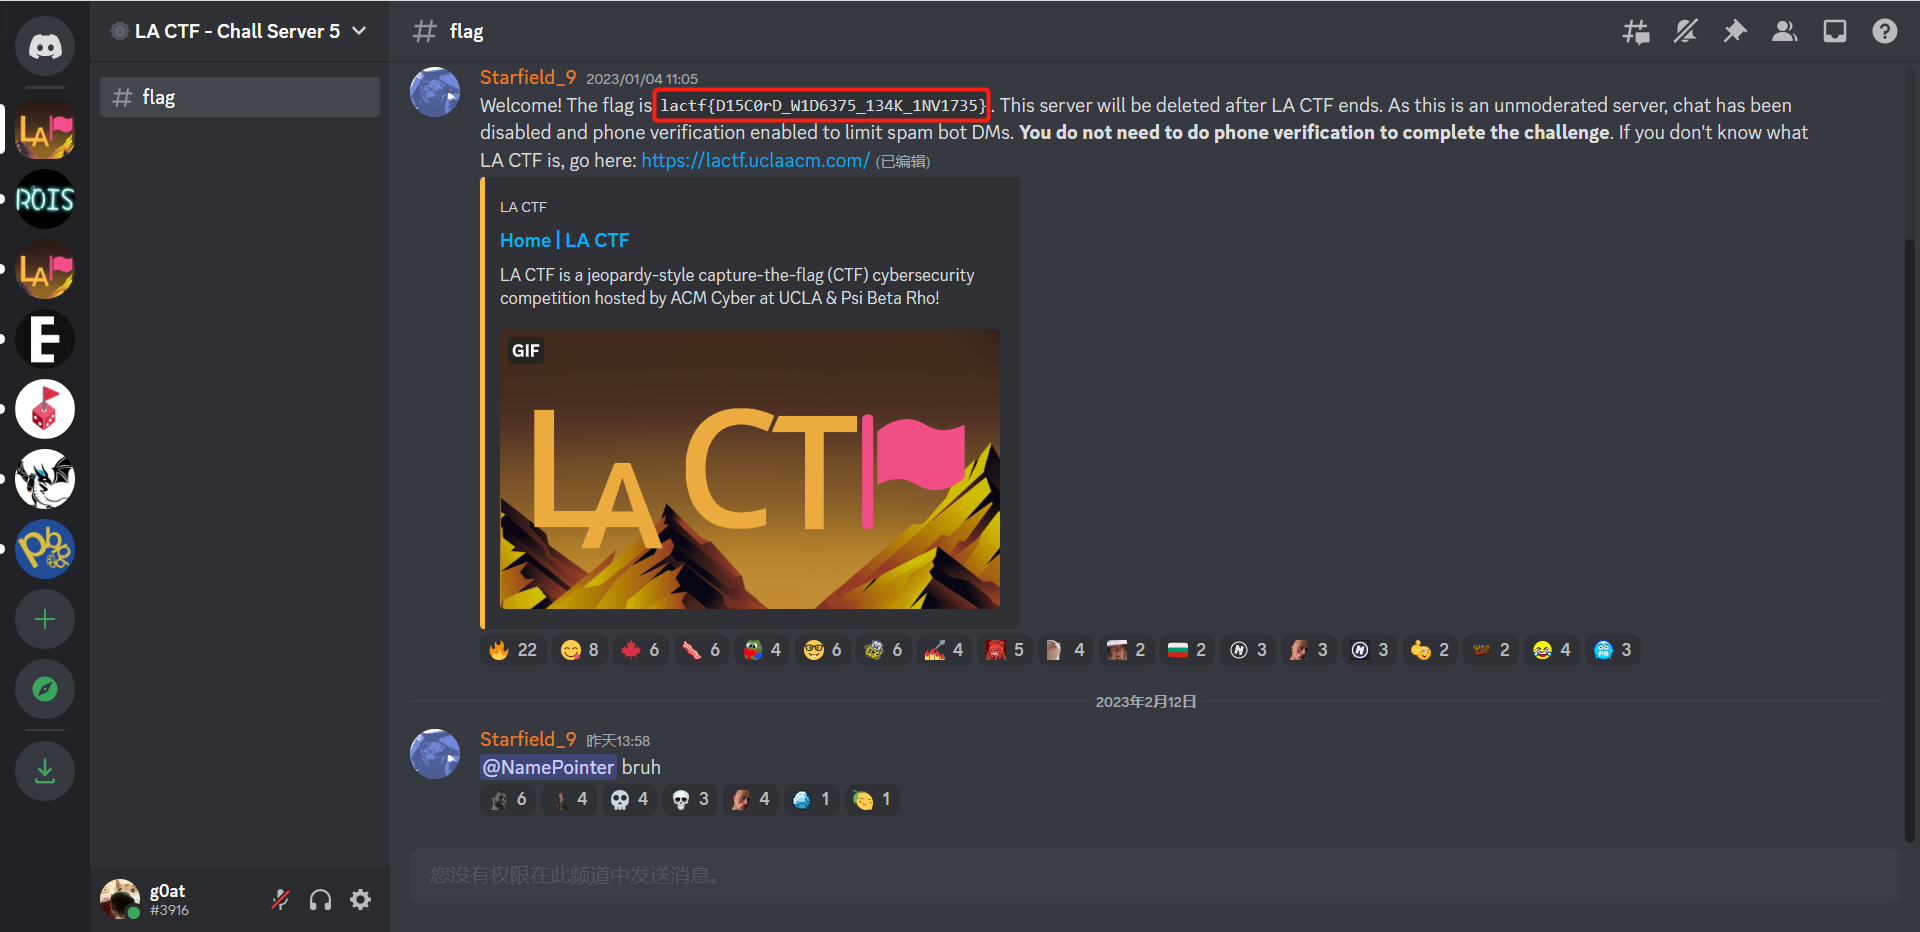 LA CTF - Chall Server 5
flag
flag
ROIS
Starfield_9 2023/01/04 11:05
Welcome! The flag is lactf{D15C0rD_W1D6375_134K_1NV1735}. This server will be deleted after LA CTF ends. As this is an unmoderated server, chat has been
disabled and phone verification enabled to limit spam bot DMs. You do not need to do phone verification to complete the challenge. If you don't know what
LA CTF is, go here: https://lactf.uclaacm.com/ (已编辑)
LA CTF
Home | LA CTF
LA CTF is a jeopardy-style capture-the-flag (CTF) cybersecurity
competition hosted by ACM Cyber at UCLA & Psi Beta Rho!
GIF
LA CT
22 8 6 6 4 6 6 4 5 4 2 2 3 3 3 2 2 4 3
2023年2月12日
Starfield_9 昨天13:58
@NamePointer bruh
6 4 4 3 4 1 1
您没有权限在此频道中发送消息。
g0at
#3916
LA
LA
E
pb